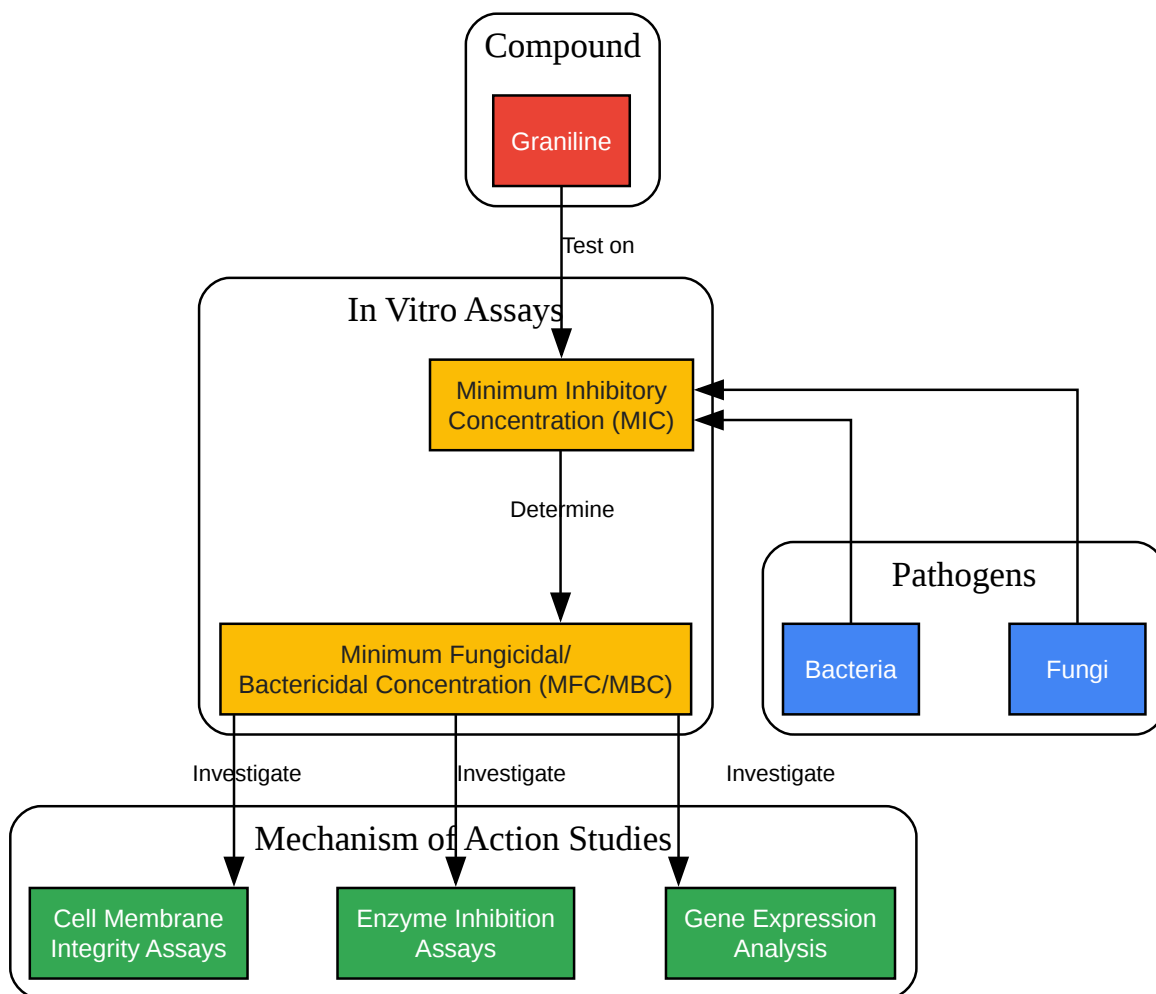 Compound
Graniline
Test on
In Vitro Assays
Minimum Inhibitory
Concentration (MIC)
Determine
Pathogens
Minimum Fungicidal/
Bactericidal Concentration (MFC/MBC)
Bacteria
Fungi
Investigate
Investigate
Investigate
Mechanism of Action Studies
Cell Membrane
Integrity Assays
Enzyme Inhibition
Assays
Gene Expression
Analysis